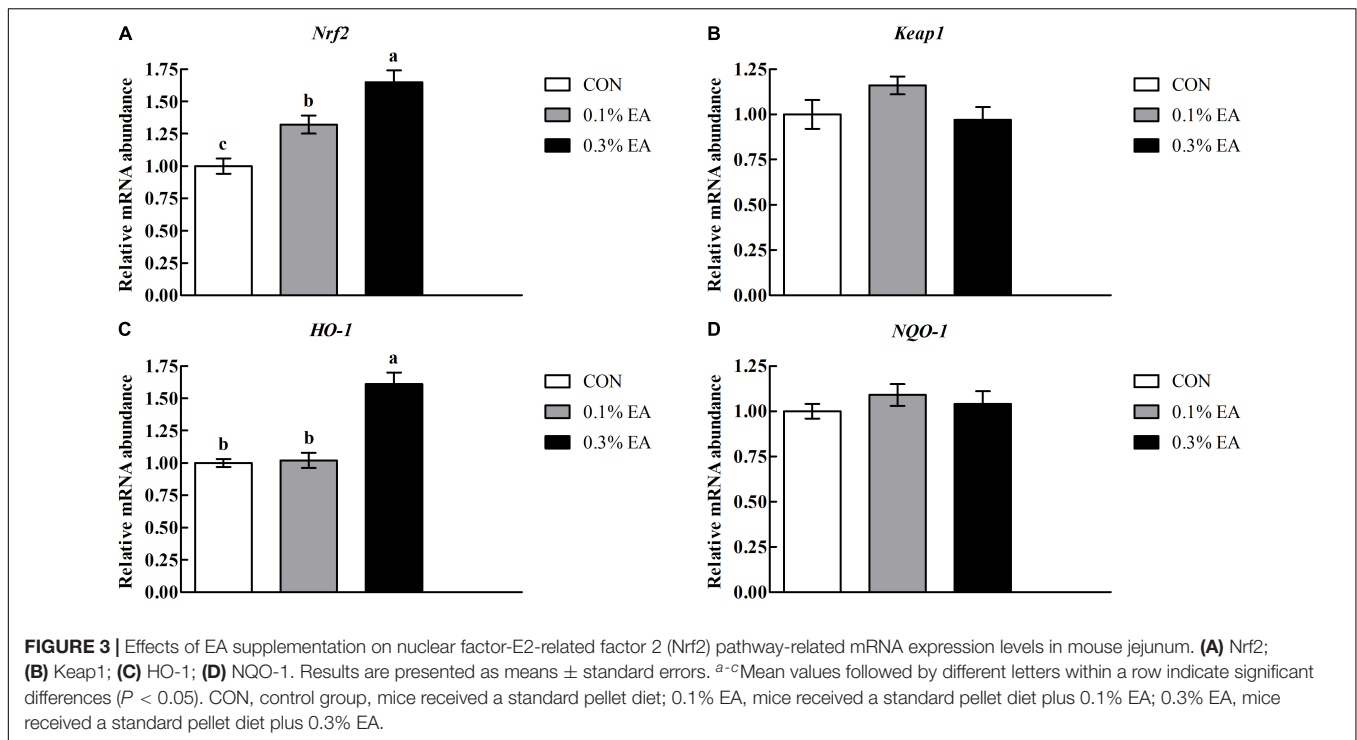 A
Nrf2
Relative mRNA abundance
1.75
1.50
1.25
1.00
0.75
0.50
0.25
0.00
c
b
a
CON
0.1% EA
0.3% EA
B
Keap1
Relative mRNA abundance
1.25
1.00
0.75
0.50
0.25
0.00
CON
0.1% EA
0.3% EA
C
HO-1
Relative mRNA abundance
1.75
1.50
1.25
1.00
0.75
0.50
0.25
0.00
b
b
a
CON
0.1% EA
0.3% EA
D
NQO-1
Relative mRNA abundance
1.25
1.00
0.75
0.50
0.25
0.00
CON
0.1% EA
0.3% EA
FIGURE 3 | Effects of EA supplementation on nuclear factor-E2-related factor 2 (Nrf2) pathway-related mRNA expression levels in mouse jejunum. (A) Nrf2;
(B) Keap1; (C) HO-1; (D) NQO-1. Results are presented as means ± standard errors. a-cMean values followed by different letters within a row indicate significant
differences (P < 0.05). CON, control group, mice received a standard pellet diet; 0.1% EA, mice received a standard pellet diet plus 0.1% EA; 0.3% EA, mice
received a standard pellet diet plus 0.3% EA.